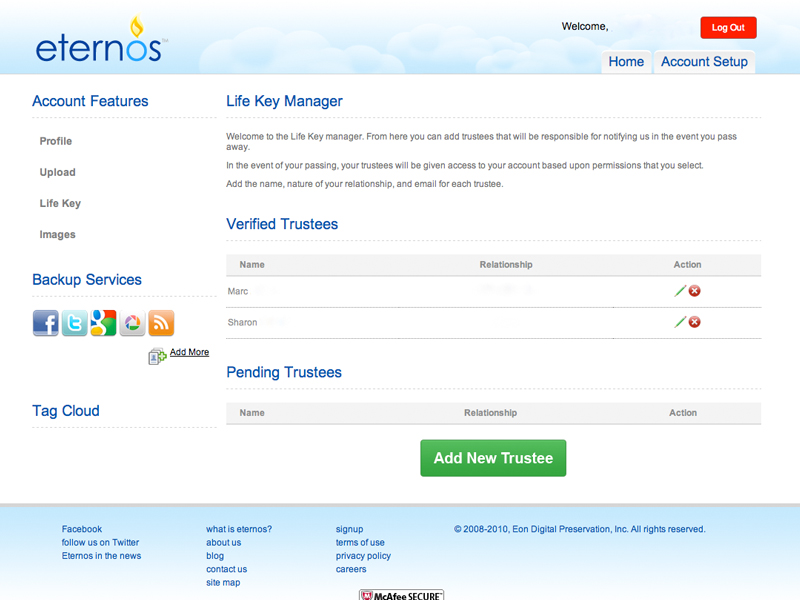 eternos
Welcome,
Log Out
Home
Account Setup
Account Features
Profile
Upload
Life Key
Images
Backup Services
Add More
Tag Cloud
Life Key Manager
Welcome to the Life Key manager. From here you can add trustees that will be responsible for notifying us in the event you pass
away.
In the event of your passing, your trustees will be given access to your account based upon permissions that you select.
Add the name, nature of your relationship, and email for each trustee.
Verified Trustees
Name Relationship Action
Marc
Sharon
Pending Trustees
Name Relationship Action
Add New Trustee
Facebook
follow us on Twitter
Eternos in the news
what is eternos?
about us
blog
contact us
site map
signup
terms of use
privacy policy
careers
© 2008-2010, Eon Digital Preservation, Inc. All rights reserved.
McAfee SECURE